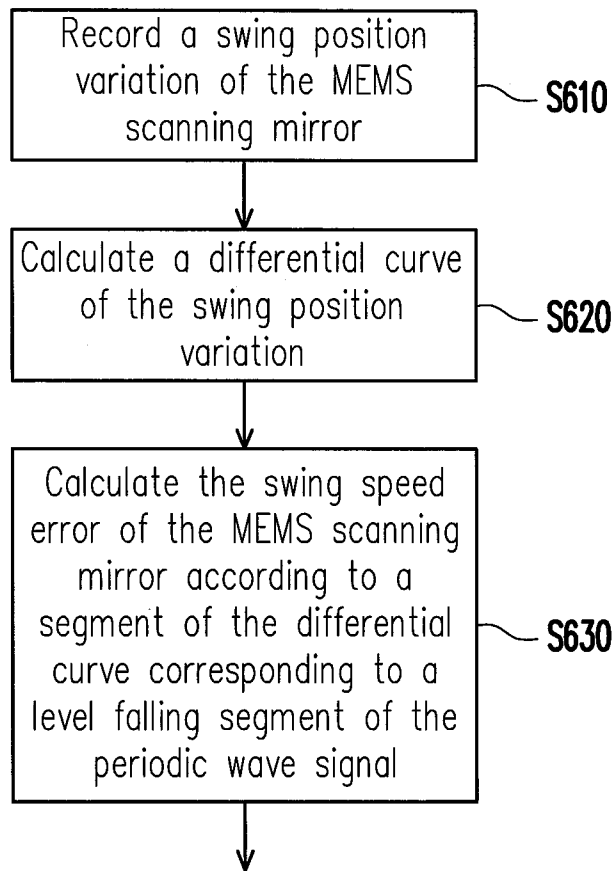 Record a swing position
variation of the MEMS
scanning mirror
S610
Calculate a differential curve
of the swing position
variation
S620
Calculate the swing speed
error of the MEMS scanning
mirror according to a
segment of the differential
curve corresponding to a
level falling segment of the
periodic wave signal
S630